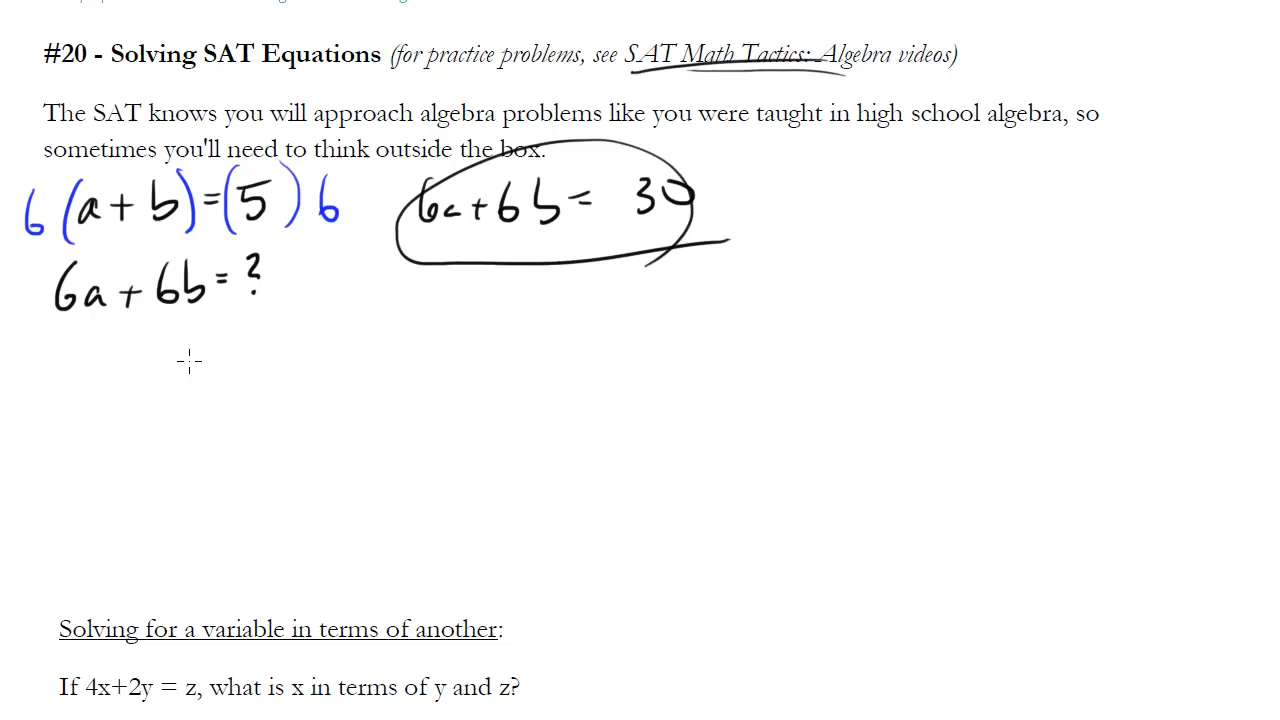 #20 - Solving SAT Equations (for practice problems, see SAT Math Tactics: Algebra videos)
The SAT knows you will approach algebra problems like you were taught in high school algebra, so
sometimes you'll need to think outside the box.
6(a+b)=(5)6 6a+6b= 30
6a+6b=?
Solving for a variable in terms of another:
If 4x+2y = z, what is x in terms of y and z?